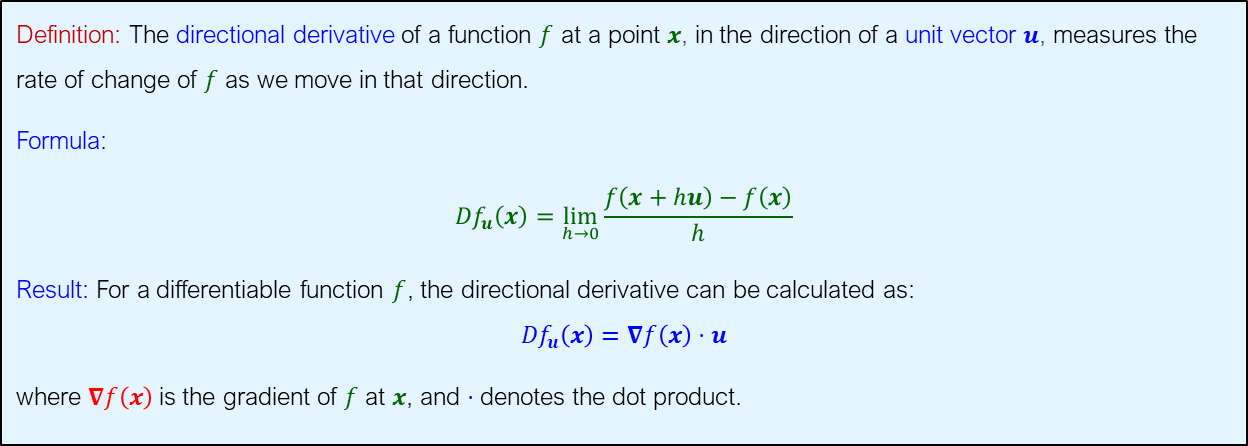 Definition: The directional derivative of a function f at a point x, in the direction of a unit vector u, measures the
rate of change of f as we move in that direction.
Formula:
Df_u(x) = lim_{h→0} (f(x + hu) − f(x)) / h
Result: For a differentiable function f, the directional derivative can be calculated as:
Df_u(x) = ∇f(x) · u
where ∇f(x) is the gradient of f at x, and · denotes the dot product.